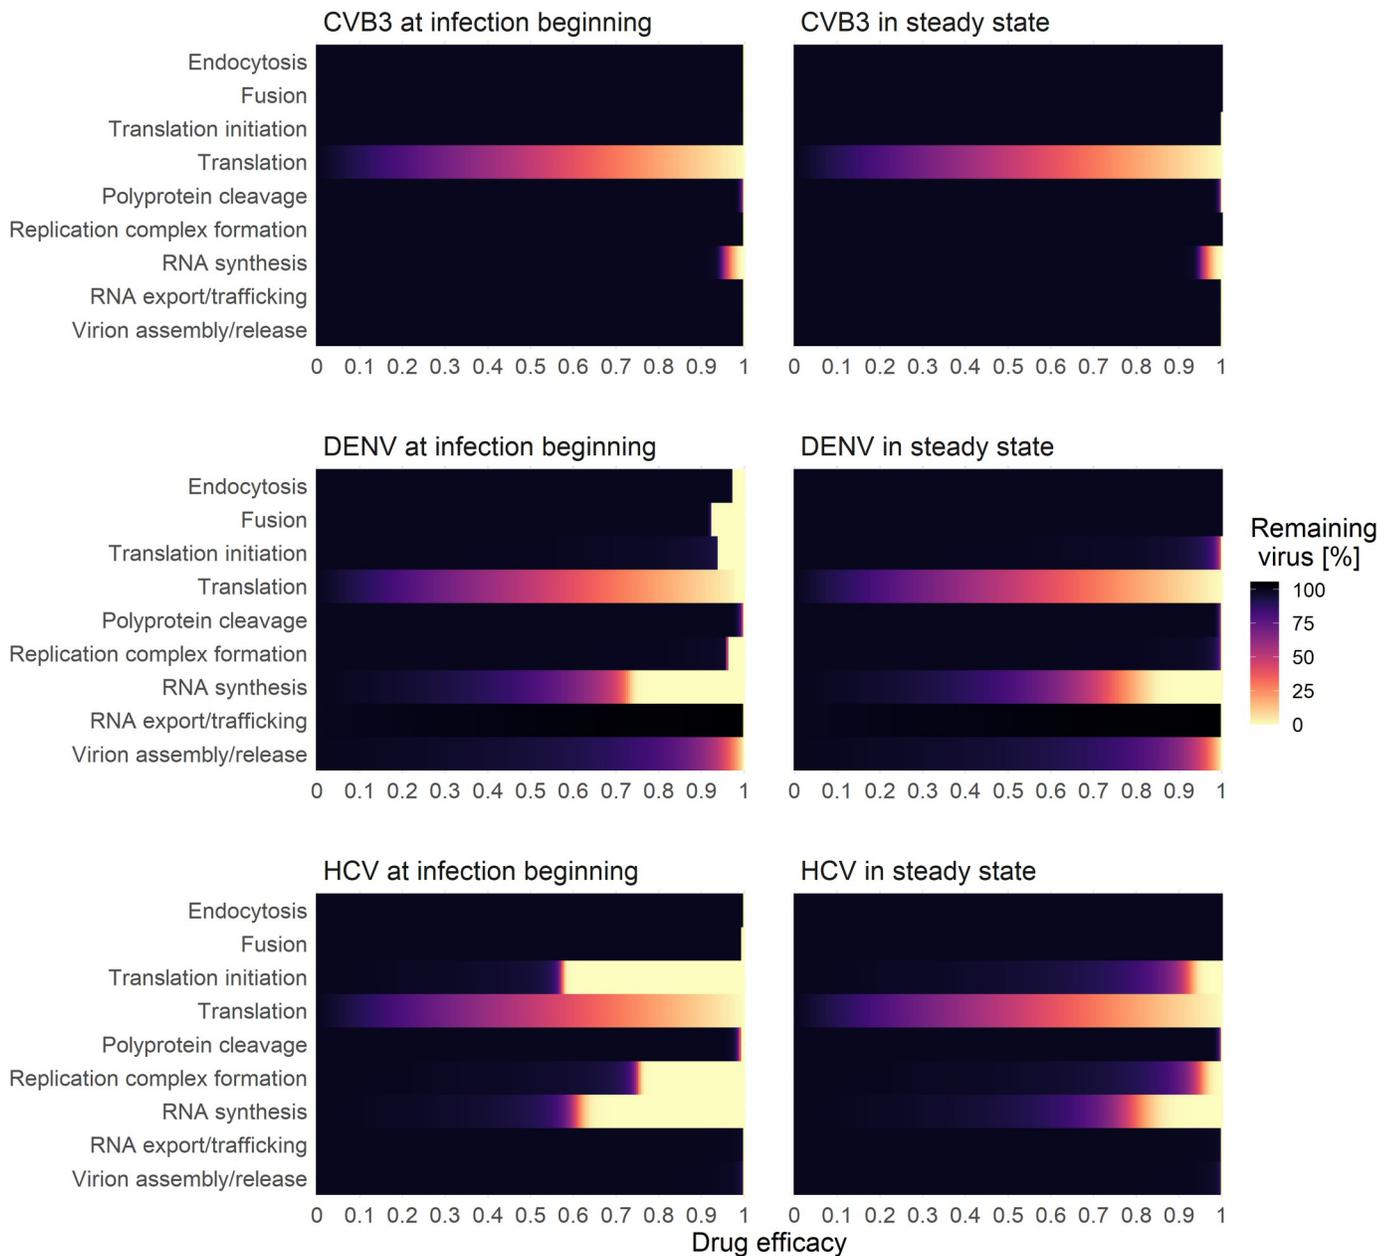 CVB3 at infection beginning
CVB3 in steady state
Endocytosis
Fusion
Translation initiation
Translation
Polyprotein cleavage
Replication complex formation
RNA synthesis
RNA export/trafficking
Virion assembly/release
0 0.1 0.2 0.3 0.4 0.5 0.6 0.7 0.8 0.9 1
0 0.1 0.2 0.3 0.4 0.5 0.6 0.7 0.8 0.9 1
DENV at infection beginning
DENV in steady state
Endocytosis
Fusion
Translation initiation
Translation
Polyprotein cleavage
Replication complex formation
RNA synthesis
RNA export/trafficking
Virion assembly/release
0 0.1 0.2 0.3 0.4 0.5 0.6 0.7 0.8 0.9 1
0 0.1 0.2 0.3 0.4 0.5 0.6 0.7 0.8 0.9 1
Remaining
virus [%]
100
75
50
25
0
HCV at infection beginning
HCV in steady state
Endocytosis
Fusion
Translation initiation
Translation
Polyprotein cleavage
Replication complex formation
RNA synthesis
RNA export/trafficking
Virion assembly/release
0 0.1 0.2 0.3 0.4 0.5 0.6 0.7 0.8 0.9 1
0 0.1 0.2 0.3 0.4 0.5 0.6 0.7 0.8 0.9 1
Drug efficacy